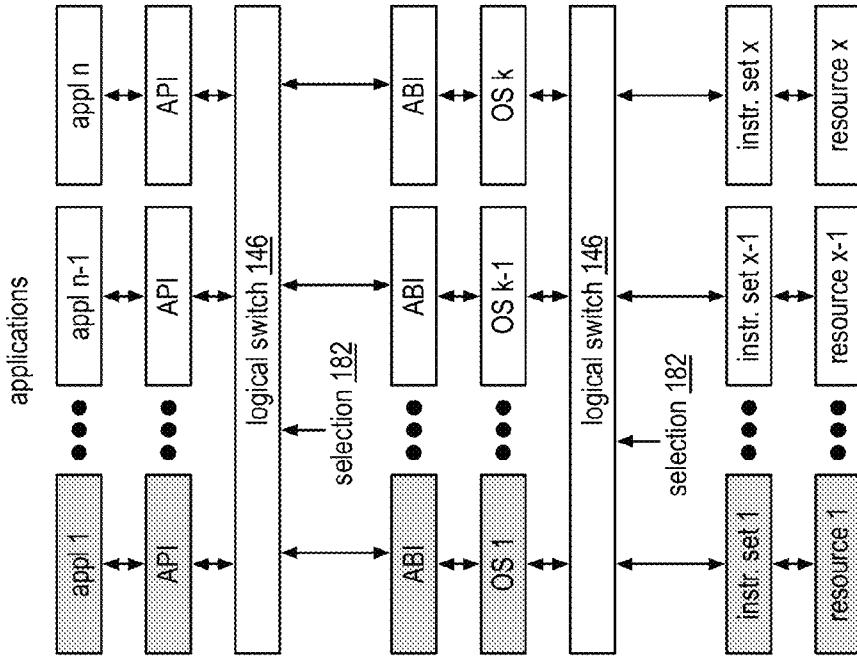 applications
appl 1 ●●● appl n-1 appl n
API ●●● API API
logical switch 146
selection 182
ABI ●●● ABI ABI
OS 1 ●●● OS k-1 OS k
logical switch 146
selection 182
instr. set 1 ●●● instr. set x-1 instr. set x
resource 1 ●●● resource x-1 resource x